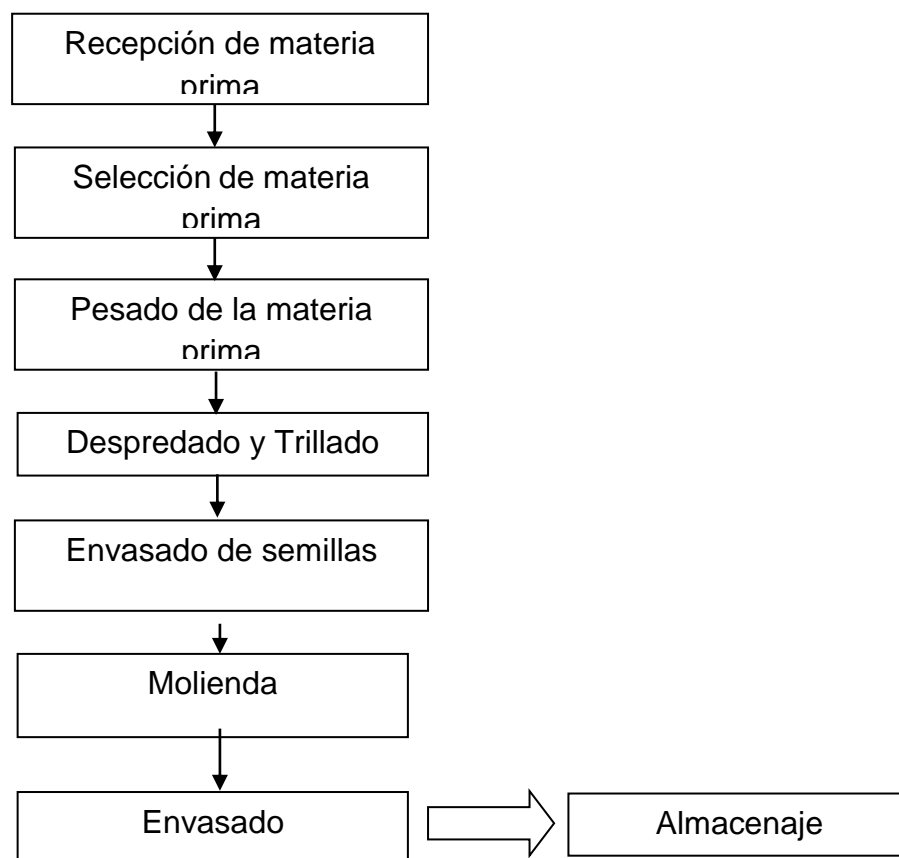 Recepción de materia
prima
Selección de materia
prima
Pesado de la materia
prima
Despredado y Trillado
Envasado de semillas
Molienda
Envasado
Almacenaje